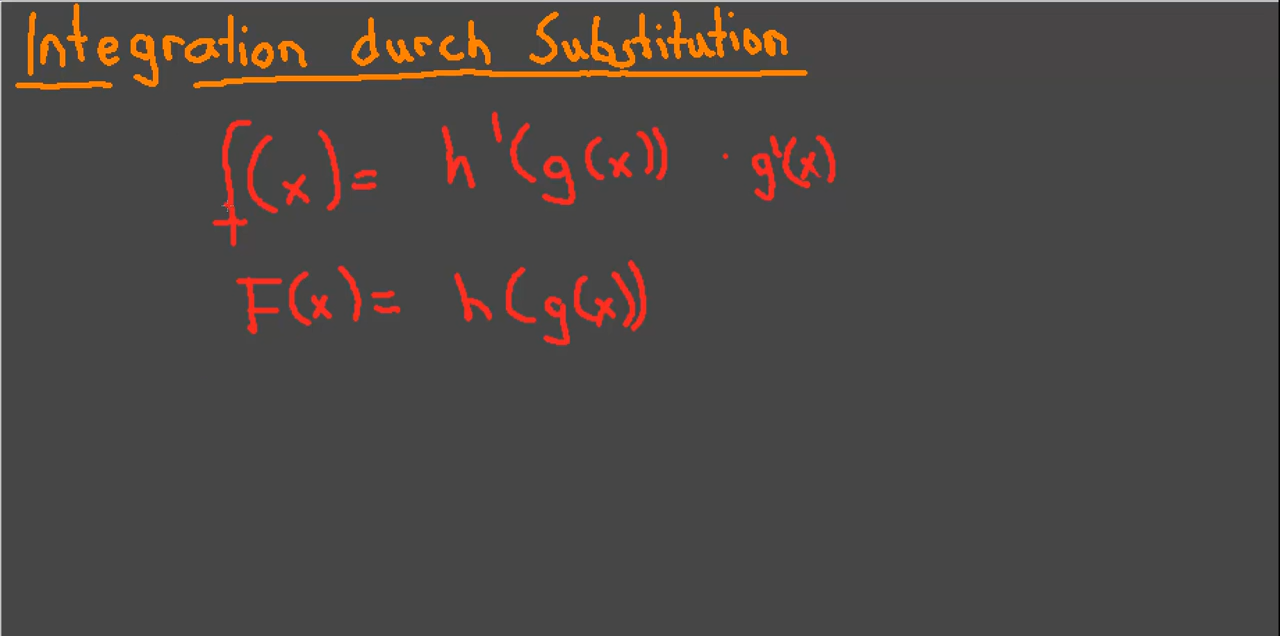 Integration durch Substitution
f(x) = h'(g(x)) · g'(x)
F(x) = h(g(x))